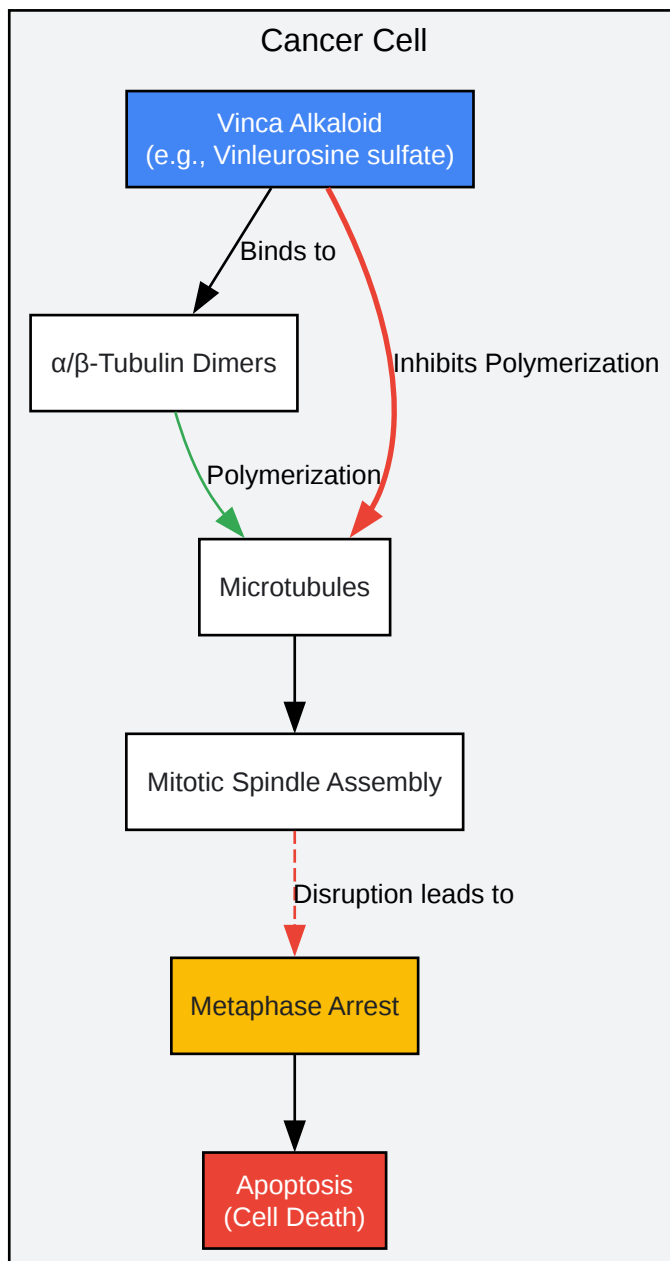 Cancer Cell
Vinca Alkaloid
(e.g., Vinleurosine sulfate)
Binds to
α/β-Tubulin Dimers
Inhibits Polymerization
Polymerization
Microtubules
Mitotic Spindle Assembly
Disruption leads to
Metaphase Arrest
Apoptosis
(Cell Death)